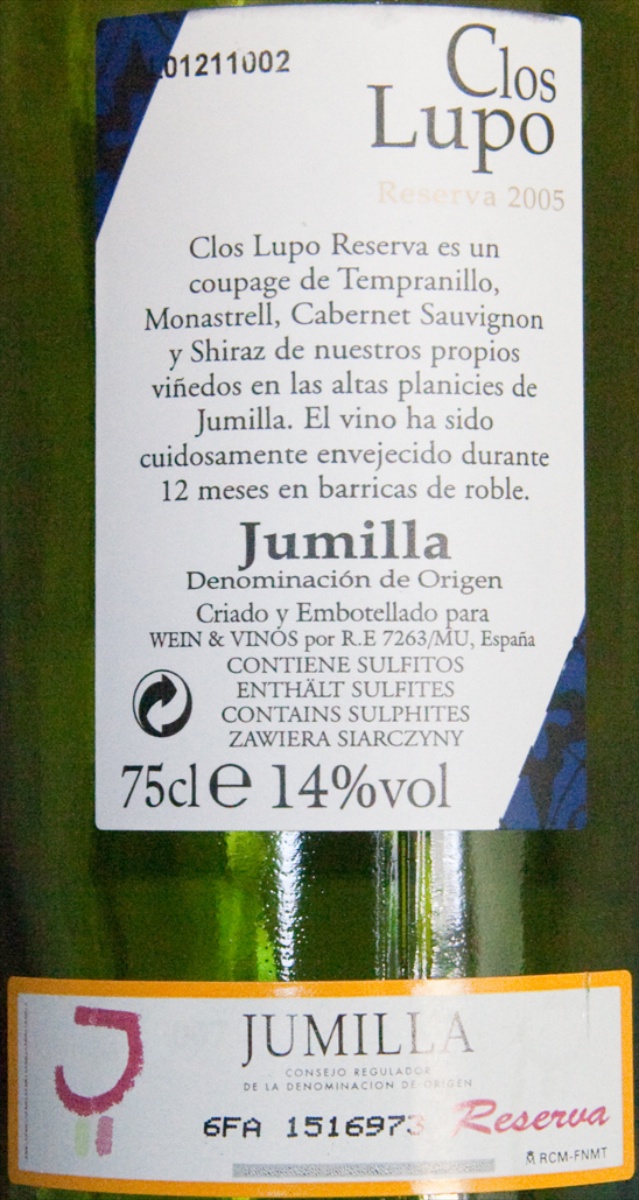 L01211002
Clos
Lupo
Reserva 2005
Clos Lupo Reserva es un
coupage de Tempranillo,
Monastrell, Cabernet Sauvignon
y Shiraz de nuestros propios
viñedos en las altas planicies de
Jumilla. El vino ha sido
cuidosamente envejecido durante
12 meses en barricas de roble.
Jumilla
Denominación de Origen
Criado y Embotellado para
WEIN & VINOS por R.E 7263/MU, España
CONTIENE SULFITOS
ENTHÄLT SULFITES
CONTAINS SULPHITES
ZAWIERA SIARCZYNY
75cl e 14%vol
JUMILLA
CONSEJO REGULADOR
DE LA DENOMINACION DE ORIGEN
6FA 1516973 Reserva
RCM-FNMT